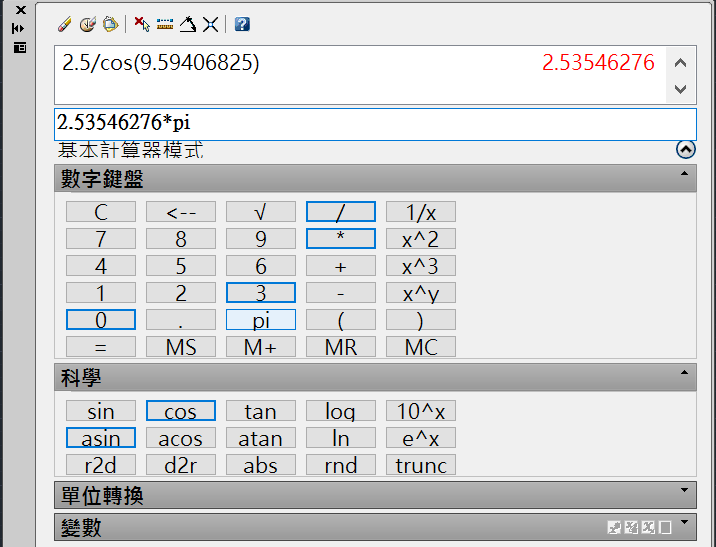 2.5/cos(9.59406825) 2.53546276
2.53546276*pi
基本計算器模式
數字鍵盤
C <-- √ / 1/x
7 8 9 * x^2
4 5 6 + x^3
1 2 3 - x^y
0 . pi ( )
= MS M+ MR MC
科學
sin cos tan log 10^x
asin acos atan ln e^x
r2d d2r abs rnd trunc
單位轉換
變數